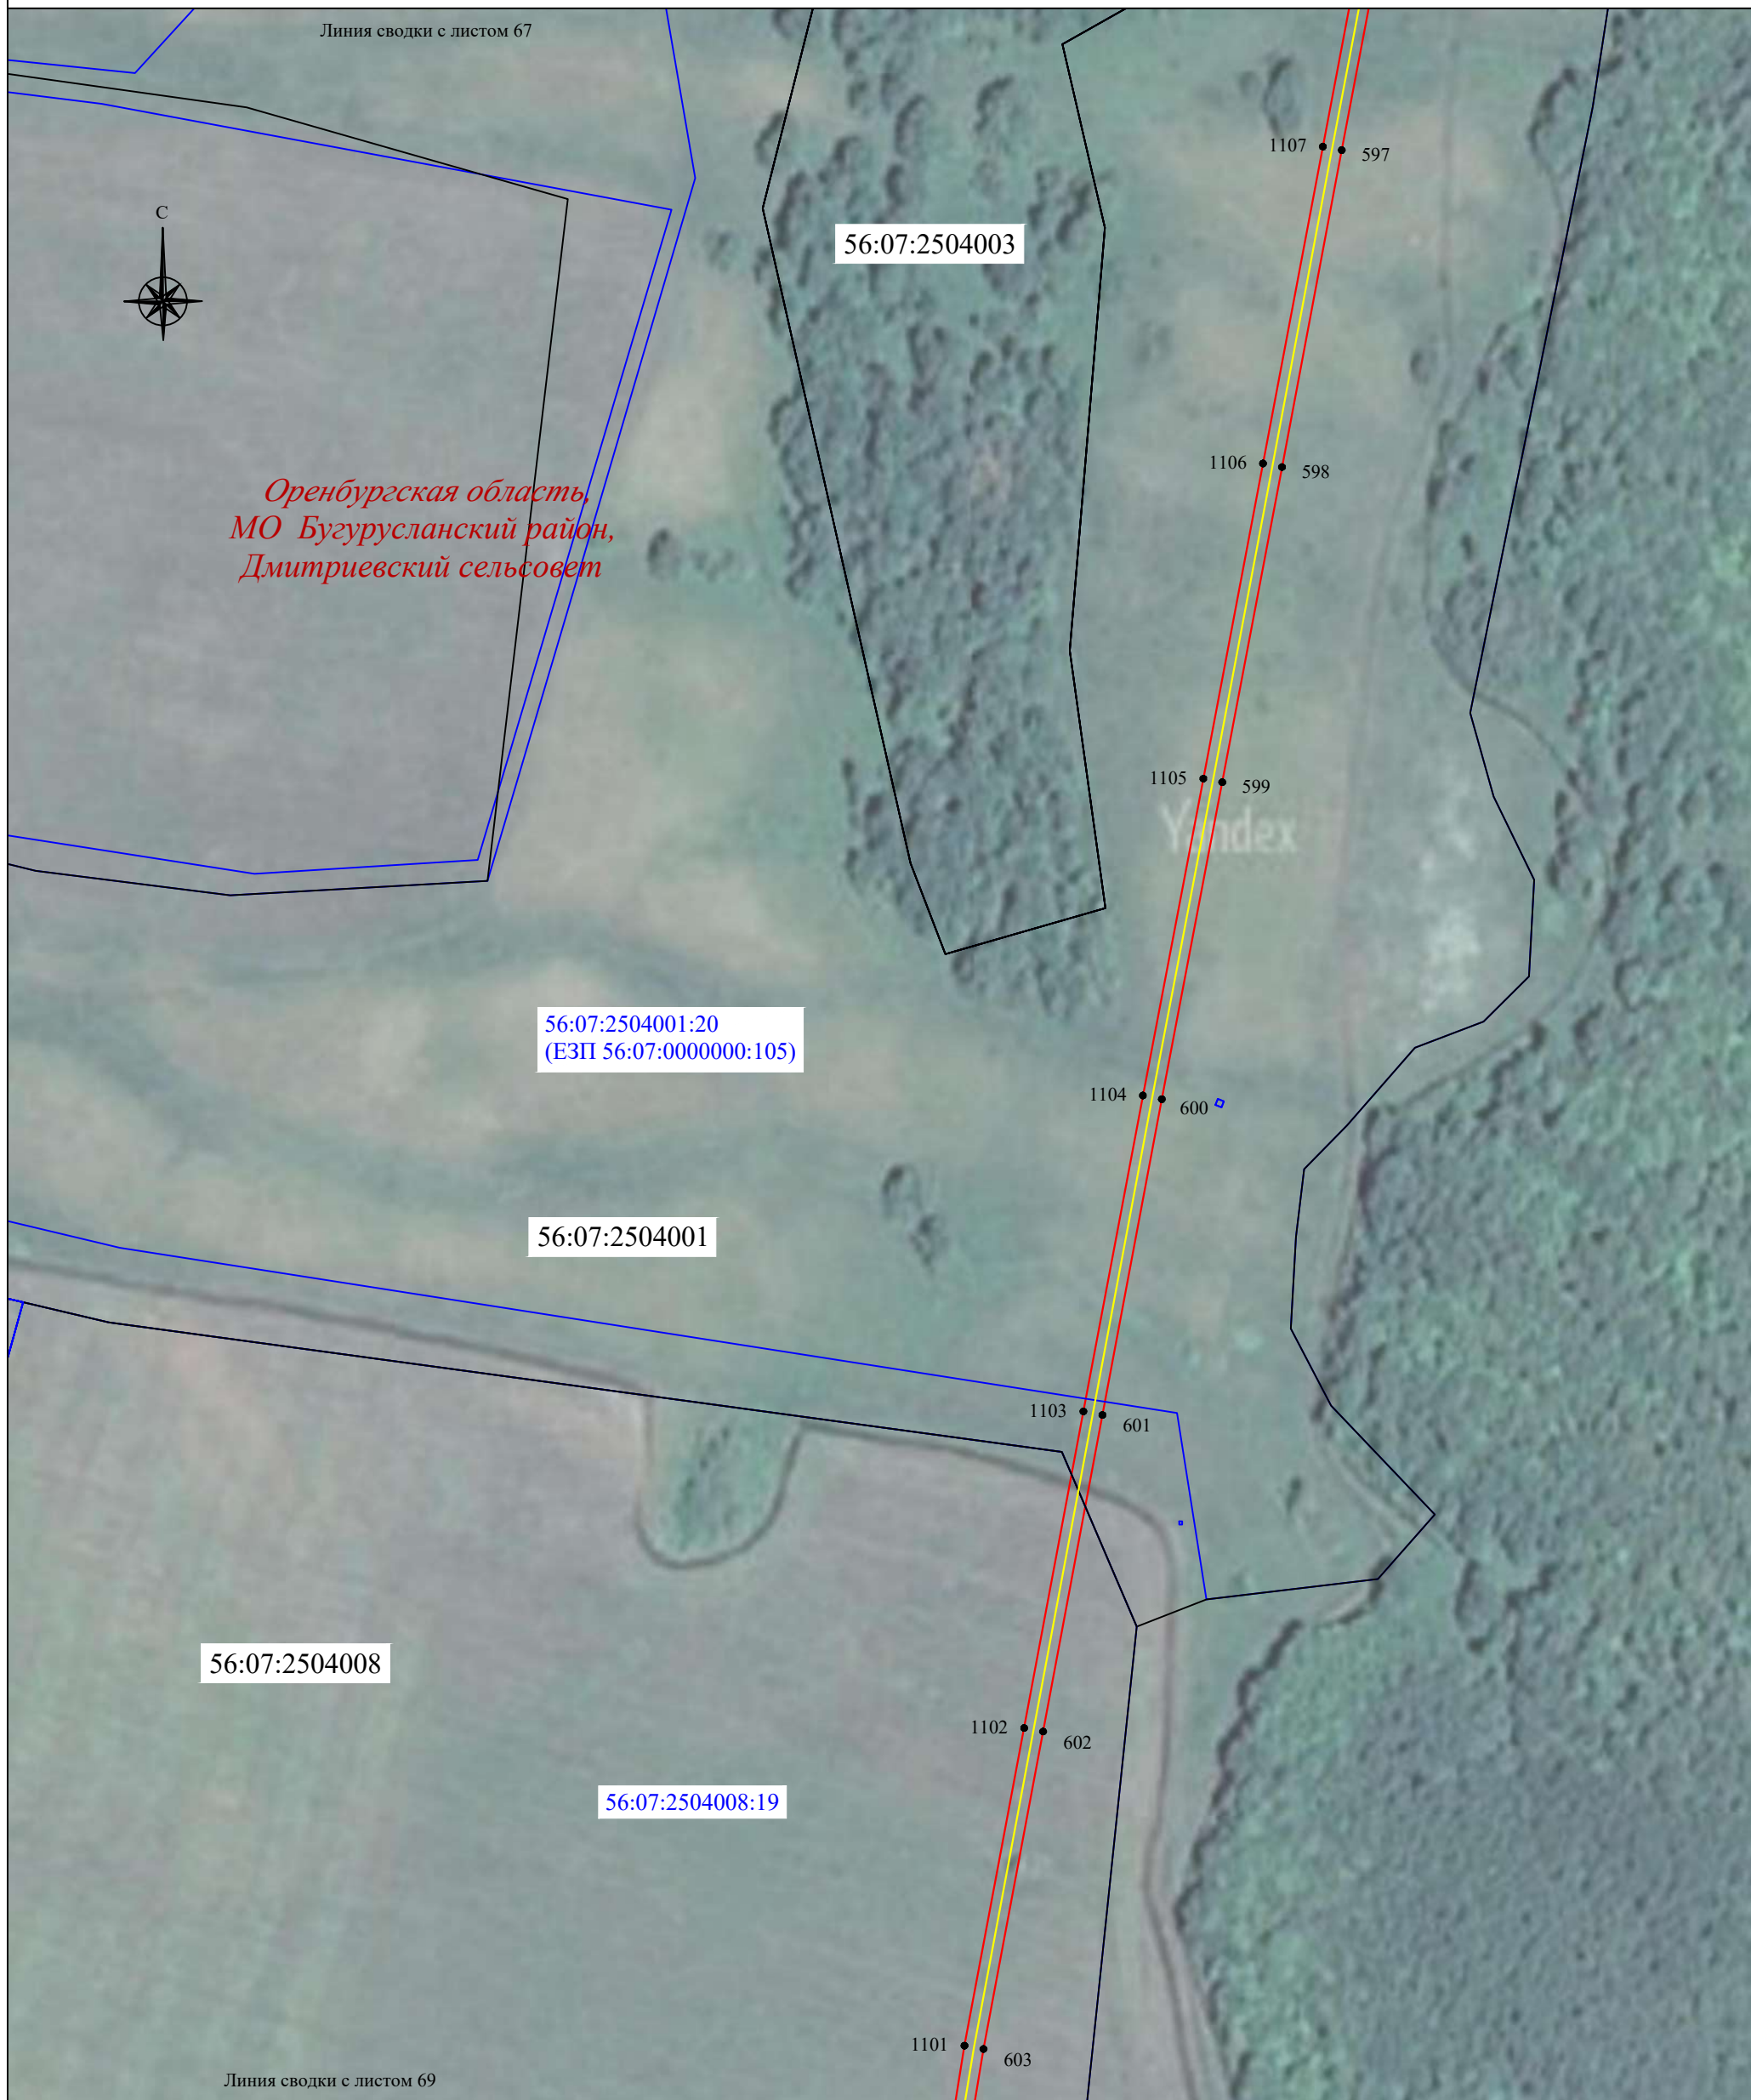 Линия сводки с листом 67
1107
597
С
56:07:2504003
1106
598
Оренбургская область,
МО Бугурусланский район,
Дмитриевский сельсовет
1105
599
Yandex
56:07:2504001:20
(ЕЗП 56:07:0000000:105)
1104
600
56:07:2504001
1103
601
56:07:2504008
1102
602
56:07:2504008:19
1101
603
Линия сводки с листом 69